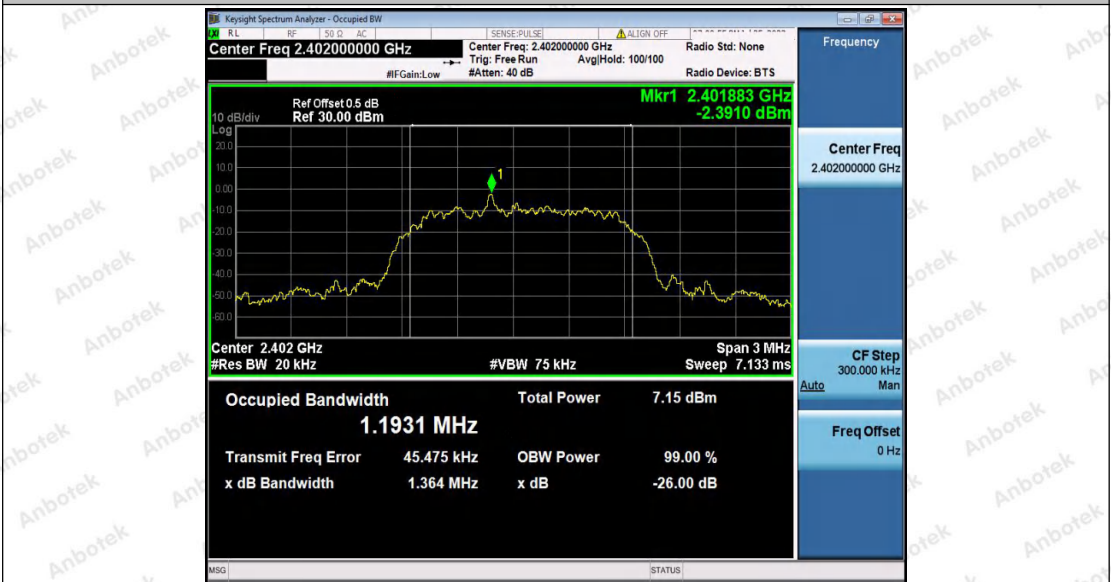 Keysight Spectrum Analyzer - Occupied BW
RL RF 50 Ω AC SENSE:PULSE ALIGN OFF
Center Freq 2.402000000 GHz
Center Freq: 2.402000000 GHz
Radio Std: None
Trig: Free Run Avg|Hold: 100/100
#IFGain:Low #Atten: 40 dB
Radio Device: BTS
Frequency
Ref Offset 0.5 dB
Mkr1 2.401883 GHz
10 dB/div Ref 30.00 dBm
-2.3910 dBm
Log
20.0
10.0
0.00
-10.0
-20.0
-30.0
-40.0
-50.0
-60.0
1
Center 2.402 GHz Span 3 MHz
#Res BW 20 kHz #VBW 75 kHz Sweep 7.133 ms
Occupied Bandwidth Total Power 7.15 dBm
1.1931 MHz
Transmit Freq Error 45.475 kHz OBW Power 99.00 %
x dB Bandwidth 1.364 MHz x dB -26.00 dB
Center Freq
2.402000000 GHz
CF Step
300.000 kHz
Auto Man
Freq Offset
0 Hz
MSG STATUS
Anbotek